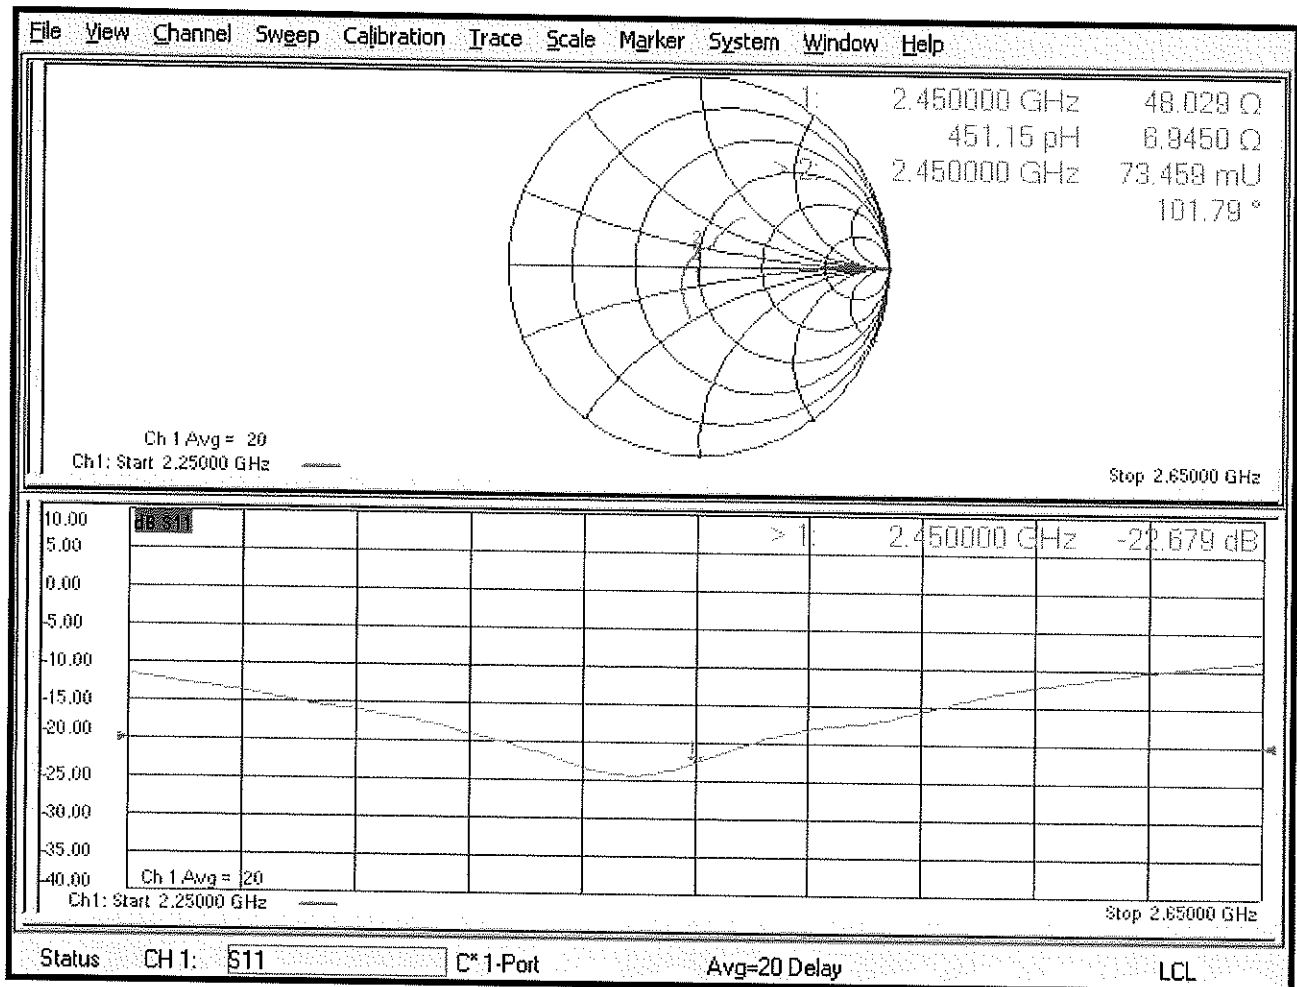 File View Channel Sweep Calibration Trace Scale Marker System Window Help
1: 2.450000 GHz 48.029 Ω
451.15 pH 6.9450 Ω
> 2: 2.450000 GHz 73.459 mU
101.79 °
2
Ch 1 Avg = 20
Ch1: Start 2.25000 GHz
Stop 2.65000 GHz
10.00
dB S11
> 1: 2.450000 GHz -22.679 dB
5.00
0.00
-5.00
-10.00
-15.00
-20.00
1
-25.00
-30.00
-35.00
-40.00
Ch 1 Avg = 20
Ch1: Start 2.25000 GHz
Stop 2.65000 GHz
Status CH 1: S11 C* 1-Port Avg=20 Delay LCL